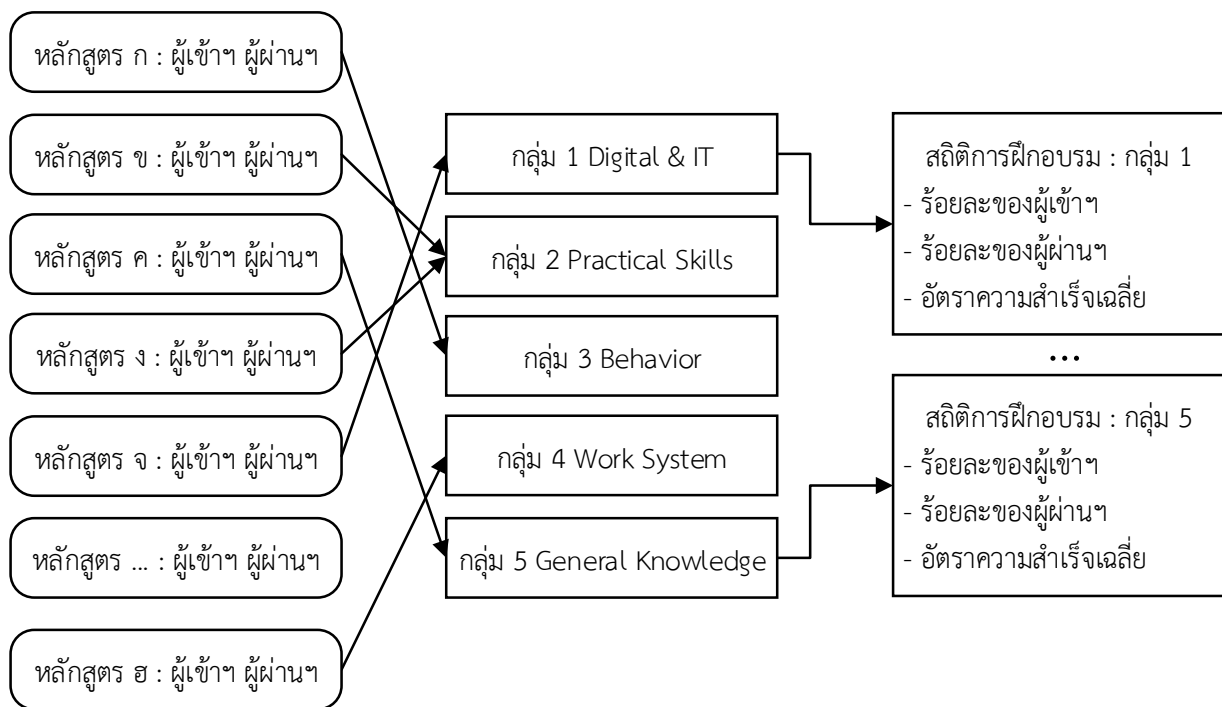 หลักสูตร ก : ผู้เข้าฯ ผู้ผ่านฯ
หลักสูตร ข : ผู้เข้าฯ ผู้ผ่านฯ
หลักสูตร ค : ผู้เข้าฯ ผู้ผ่านฯ
หลักสูตร ง : ผู้เข้าฯ ผู้ผ่านฯ
หลักสูตร จ : ผู้เข้าฯ ผู้ผ่านฯ
หลักสูตร ... : ผู้เข้าฯ ผู้ผ่านฯ
หลักสูตร ฮ : ผู้เข้าฯ ผู้ผ่านฯ
กลุ่ม 1 Digital & IT
กลุ่ม 2 Practical Skills
กลุ่ม 3 Behavior
กลุ่ม 4 Work System
กลุ่ม 5 General Knowledge
สถิติการฝึกอบรม : กลุ่ม 1
- ร้อยละของผู้เข้าฯ
- ร้อยละของผู้ผ่านฯ
- อัตราความสำเร็จเฉลี่ย
...
สถิติการฝึกอบรม : กลุ่ม 5
- ร้อยละของผู้เข้าฯ
- ร้อยละของผู้ผ่านฯ
- อัตราความสำเร็จเฉลี่ย